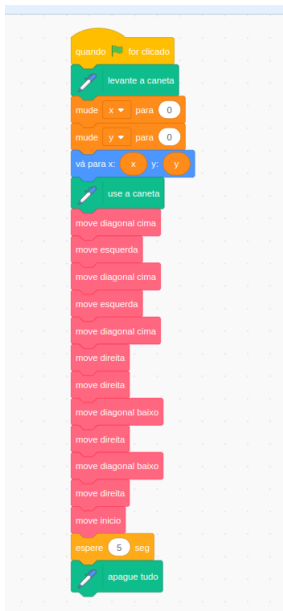 quando for clicado
levante a caneta
mude x para 0
mude y para 0
vá para x: x y: y
use a caneta
move diagonal cima
move esquerda
move diagonal cima
move esquerda
move diagonal cima
move direita
move direita
move diagonal baixo
move direita
move diagonal baixo
move direita
move inicio
espere 5 seg
apague tudo